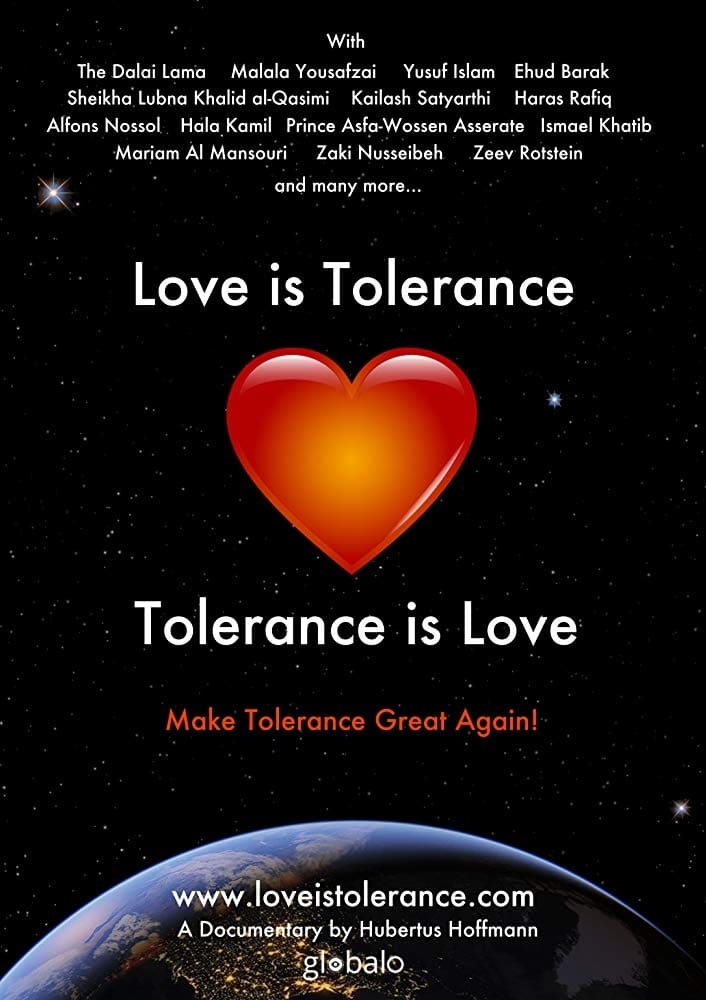 With
The Dalai Lama Malala Yousafzai Yusuf Islam Ehud Barak
Sheikha Lubna Khalid al-Qasimi Kailash Satyarthi Haras Rafiq
Alfons Nossol Hala Kamil Prince Asfa-Wossen Asserate Ismael Khatib
Mariam Al Mansouri Zaki Nusseibeh Zeev Rotstein
and many more...
Love is Tolerance
Tolerance is Love
Make Tolerance Great Again!
www.loveistolerance.com
A Documentary by Hubertus Hoffmann
globalo